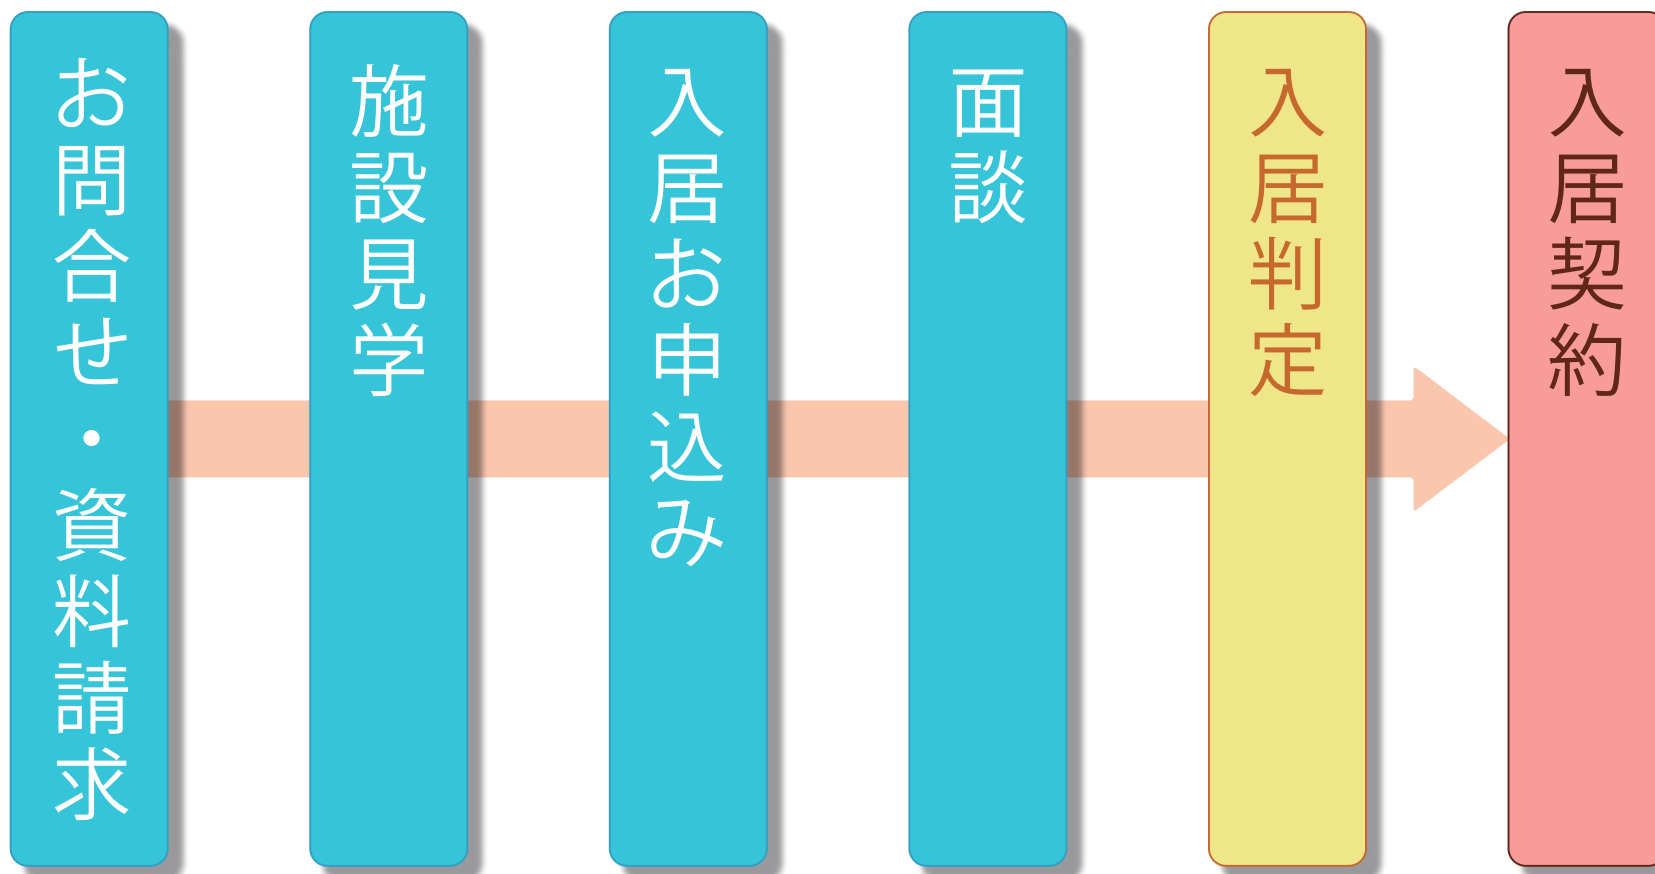 お問合せ・資料請求
施設見学
入居お申込み
面談
入居判定
入居契約